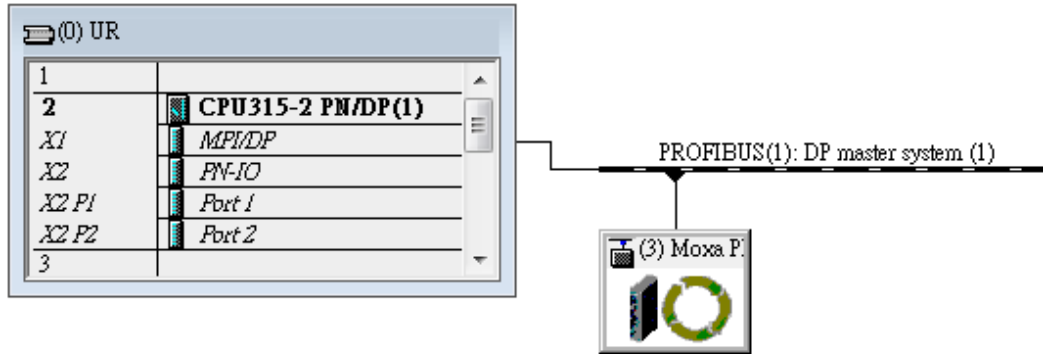 (0) UR
1
2 CPU315-2 PN/DP(1)
X1 MPI/DP
X2 PN-IO
X2 P1 Port 1
X2 P2 Port 2
3
PROFIBUS(1): DP master system (1)
(3) Moxa